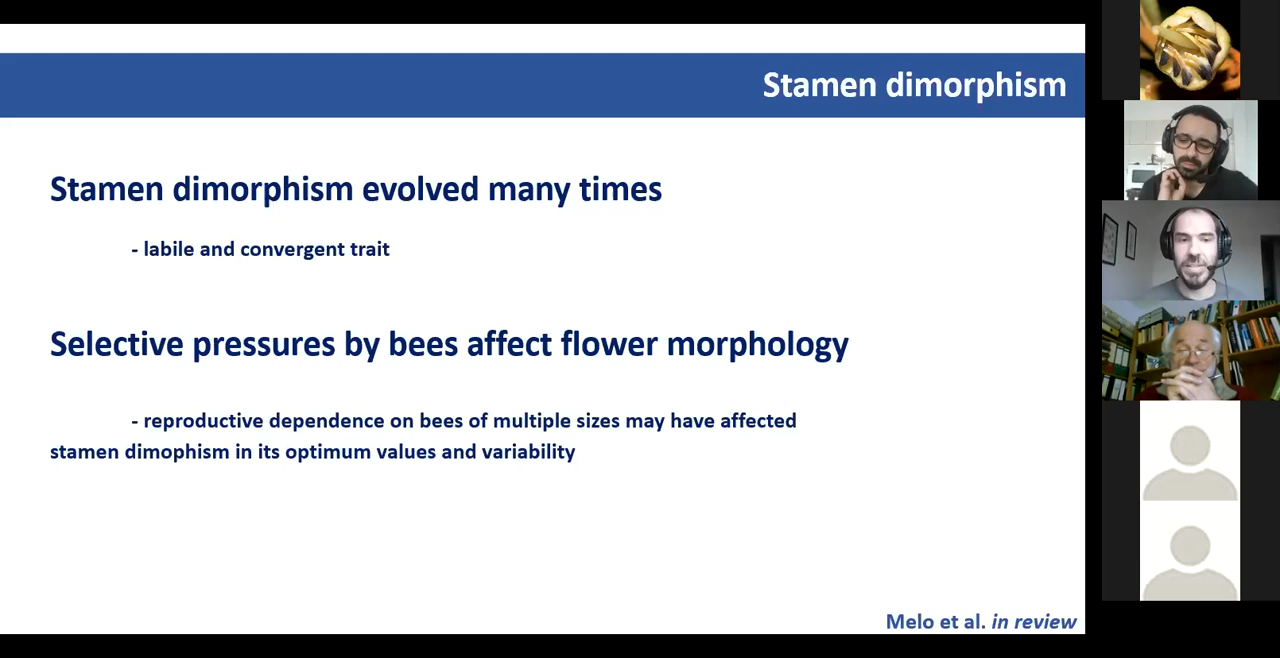 Stamen dimorphism
Stamen dimorphism evolved many times
- labile and convergent trait
Selective pressures by bees affect flower morphology
- reproductive dependence on bees of multiple sizes may have affected
stamen dimophism in its optimum values and variability
Melo et al. in review